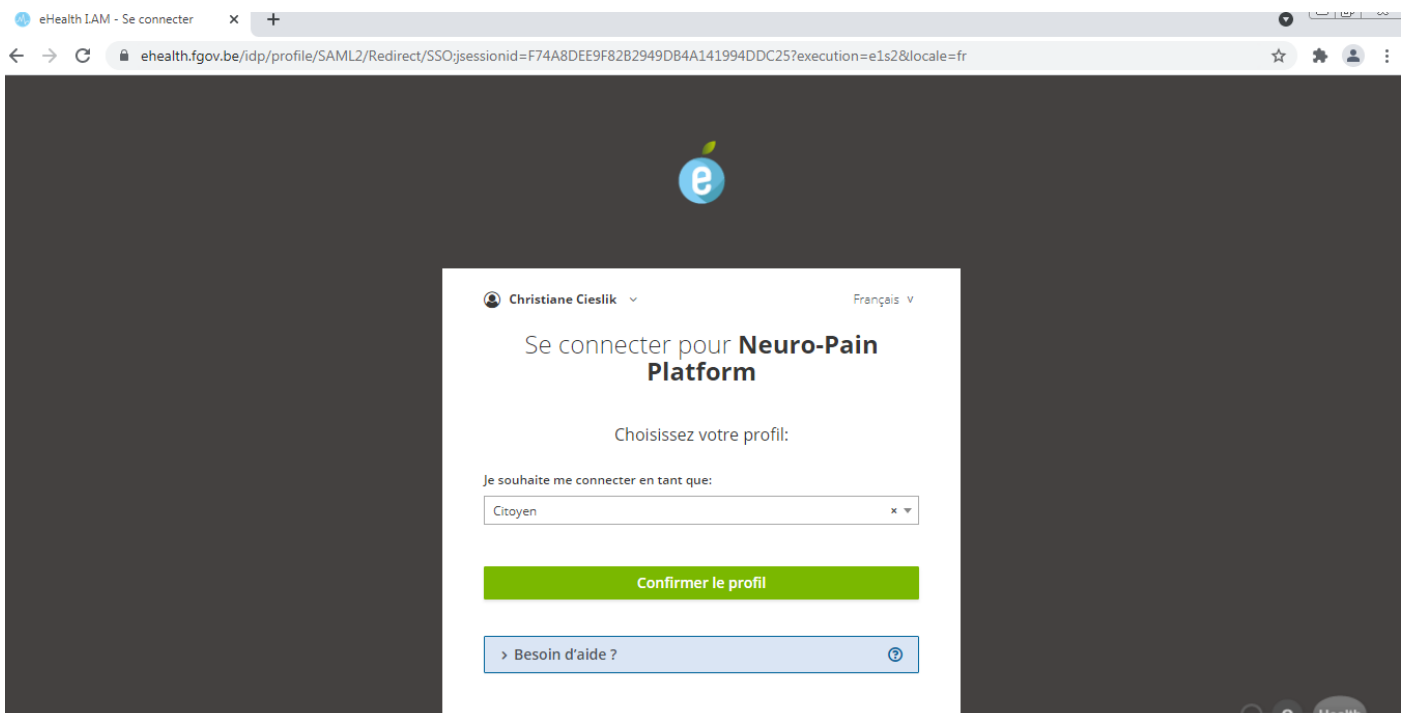 eHealth I.AM - Se connecter
ehealth.fgov.be/idp/profile/SAML2/Redirect/SSO;jsessionid=F74A8DEE9F82B2949DB4A141994DDC25?execution=e1s2&locale=fr
e
Christiane Cieslik
Français
Se connecter pour Neuro-Pain
Platform
Choisissez votre profil:
Je souhaite me connecter en tant que:
Citoyen
Confirmer le profil
Besoin d'aide ?
Health